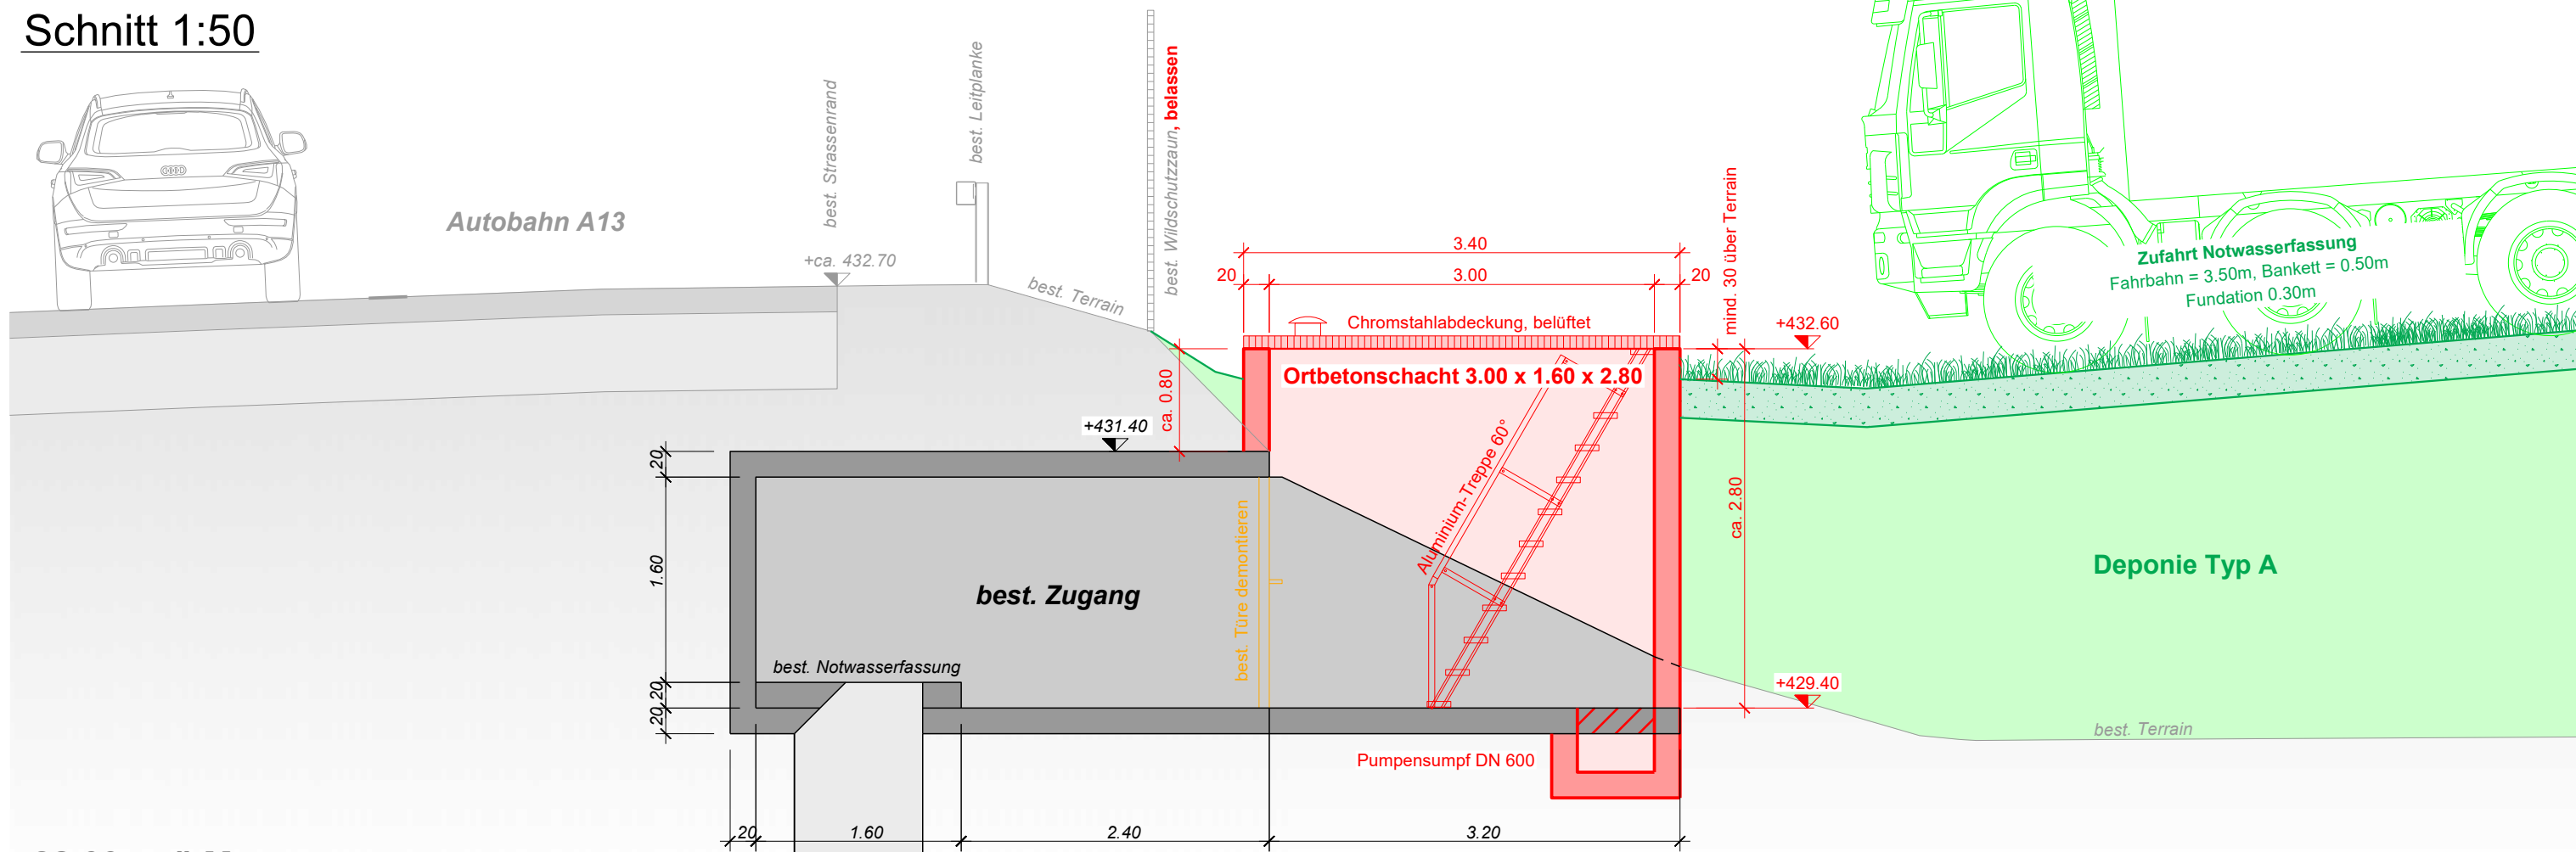 Schnitt 1:50
Autobahn A13
best. Strassenrand
+ca. 432.70
best. Leitplanke
best. Terrain
best. Wildschutzzaun, belassen
3.40
20
3.00
20
mind. 30 über Terrain
Chromstahlabdeckung, belüftet
+432.60
Zufahrt Notwasserfassung
Fahrbahn = 3.50m, Bankett = 0.50m
Fundation 0.30m
Ortbetonschacht 3.00 x 1.60 x 2.80
ca. 0.80
+431.40
20
1.60
20
20
best. Zugang
best. Türe demontieren
Aluminium-Treppe 60°
ca. 2.80
Deponie Typ A
best. Notwasserfassung
+429.40
best. Terrain
Pumpensumpf DN 600
20
1.60
2.40
3.20